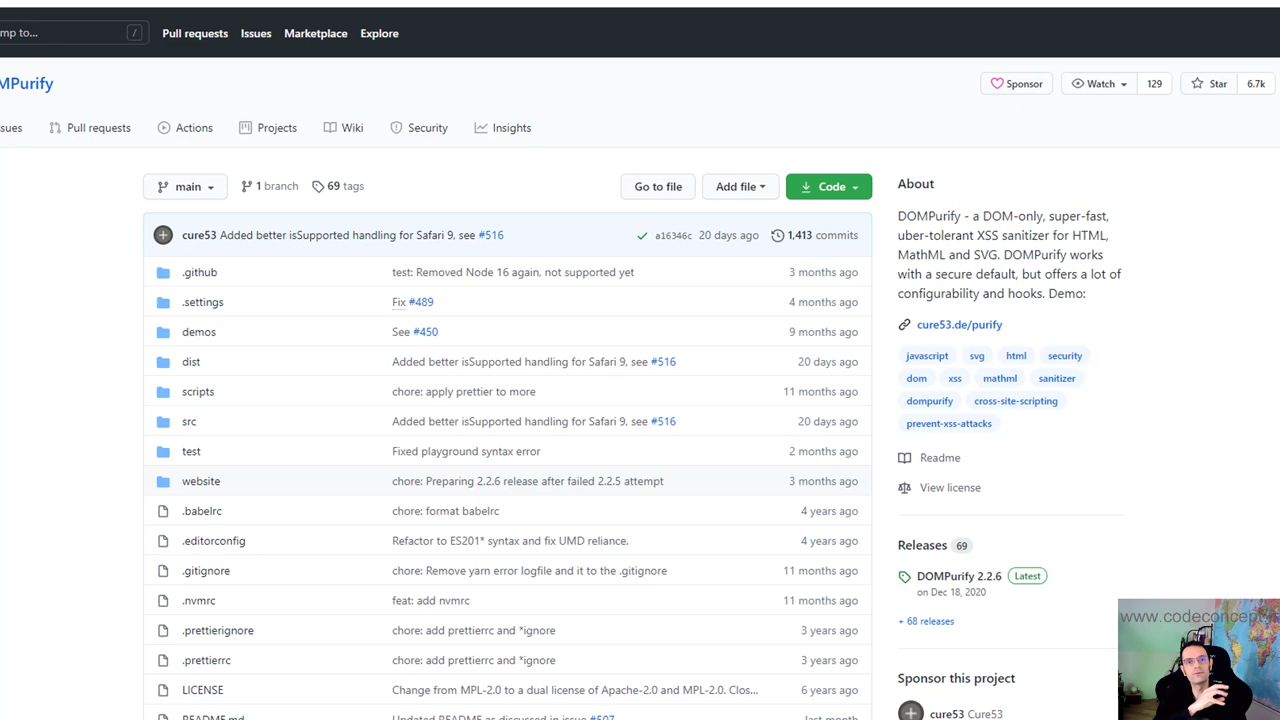 mp to... /
Pull requests Issues Marketplace Explore
MPurify
Sponsor Watch 129 Star 6.7k
sues Pull requests Actions Projects Wiki Security Insights
main 1 branch 69 tags Go to file Add file Code
cure53 Added better isSupported handling for Safari 9, see #516 a16346c 20 days ago 1,413 commits
.github test: Removed Node 16 again, not supported yet 3 months ago
.settings Fix #489 4 months ago
demos See #450 9 months ago
dist Added better isSupported handling for Safari 9, see #516 20 days ago
scripts chore: apply prettier to more 11 months ago
src Added better isSupported handling for Safari 9, see #516 20 days ago
test Fixed playground syntax error 2 months ago
website chore: Preparing 2.2.6 release after failed 2.2.5 attempt 3 months ago
.babelrc chore: format babelrc 4 years ago
.editorconfig Refactor to ES201* syntax and fix UMD reliance. 4 years ago
.gitignore chore: Remove yarn error logfile and it to the .gitignore 11 months ago
.nvmrc feat: add nvmrc 11 months ago
.prettierignore chore: add prettierrc and *ignore 3 years ago
.prettierrc chore: add prettierrc and *ignore 3 years ago
LICENSE Change from MPL-2.0 to a dual license of Apache-2.0 and MPL-2.0. Clos... 6 years ago
README.md Updated README as discussed in issue #507 last month
About
DOMPurify - a DOM-only, super-fast,
uber-tolerant XSS sanitizer for HTML,
MathML and SVG. DOMPurify works
with a secure default, but offers a lot of
configurability and hooks. Demo:
cure53.de/purify
javascript svg html security
dom xss mathml sanitizer
dompurify cross-site-scripting
prevent-xss-attacks
Readme
View license
Releases 69
DOMPurify 2.2.6 Latest
on Dec 18, 2020
+ 68 releases
Sponsor this project
cure53 Cure53
www.codeconcept